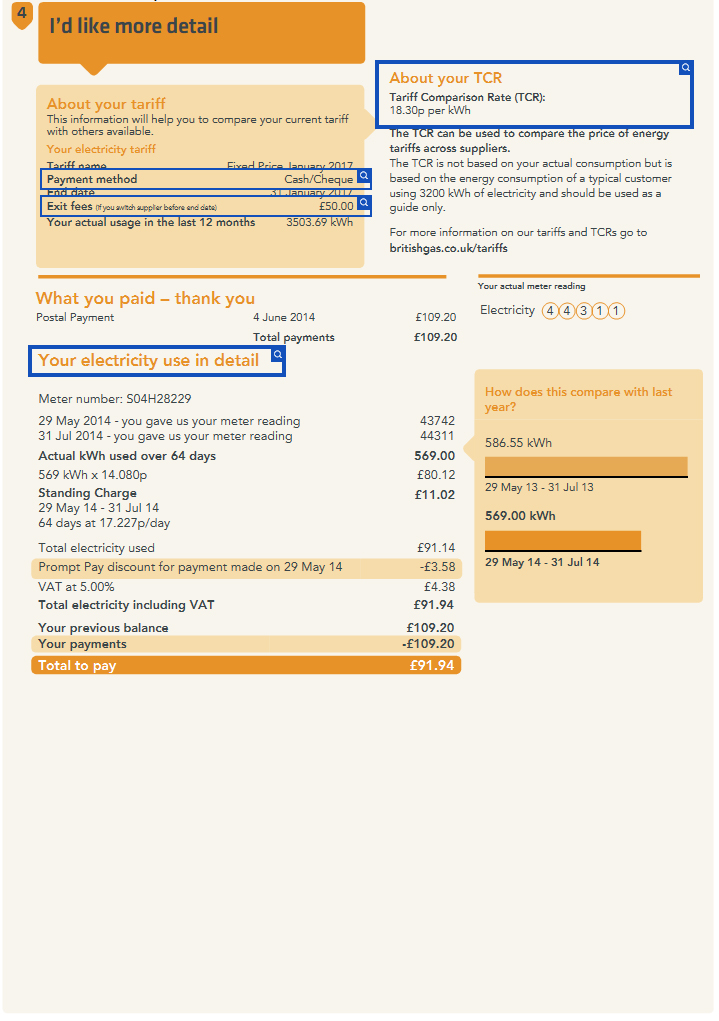 4
I'd like more detail
About your tariff
This information will help you to compare your current tariff
with others available.
Your electricity tariff
Tariff name Fixed Price January 2017
Payment method Cash/Cheque
End date 31 January 2017
Exit fees (If you switch supplier before end date) £50.00
Your actual usage in the last 12 months 3503.69 kWh
About your TCR
Tariff Comparison Rate (TCR):
18.30p per kWh
The TCR can be used to compare the price of energy
tariffs across suppliers.
The TCR is not based on your actual consumption but is
based on the energy consumption of a typical customer
using 3200 kWh of electricity and should be used as a
guide only.
For more information on our tariffs and TCRs go to
britishgas.co.uk/tariffs
What you paid – thank you
Postal Payment 4 June 2014 £109.20
Total payments £109.20
Your actual meter reading
Electricity 4 4 3 1 1
Your electricity use in detail
Meter number: S04H28229
29 May 2014 - you gave us your meter reading 43742
31 Jul 2014 - you gave us your meter reading 44311
Actual kWh used over 64 days 569.00
569 kWh x 14.080p £80.12
Standing Charge £11.02
29 May 14 - 31 Jul 14
64 days at 17.227p/day
Total electricity used £91.14
Prompt Pay discount for payment made on 29 May 14 -£3.58
VAT at 5.00% £4.38
Total electricity including VAT £91.94
Your previous balance £109.20
Your payments -£109.20
Total to pay £91.94
How does this compare with last
year?
586.55 kWh
29 May 13 - 31 Jul 13
569.00 kWh
29 May 14 - 31 Jul 14